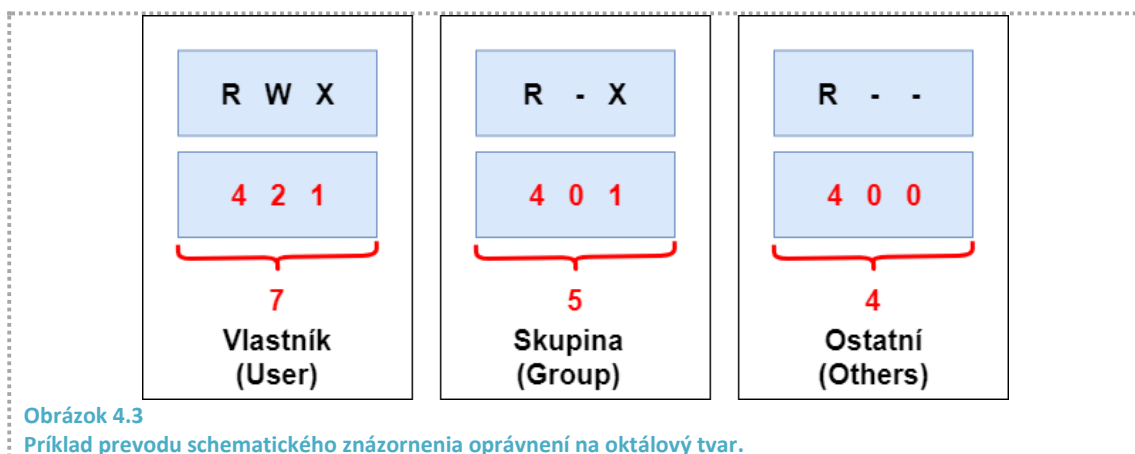 R W X
4 2 1
7
Vlastník
(User)
R - X
4 0 1
5
Skupina
(Group)
R - -
4 0 0
4
Ostatní
(Others)
Obrázok 4.3
Príklad prevodu schematického znázornenia oprávnení na oktálový tvar.